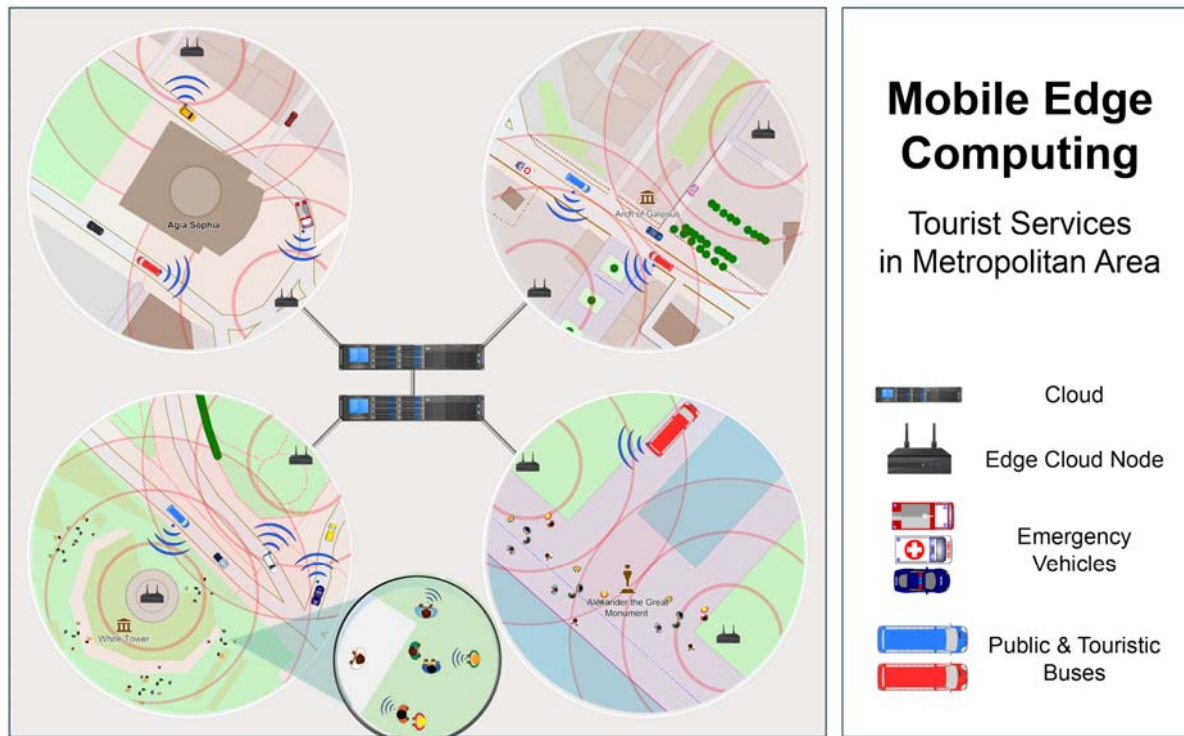 Agia Sophia
Arch of Galerius
White Tower
Alexander the Great
Monument
Mobile Edge
Computing
Tourist Services
in Metropolitan Area
Cloud
Edge Cloud Node
Emergency
Vehicles
Public & Touristic
Buses